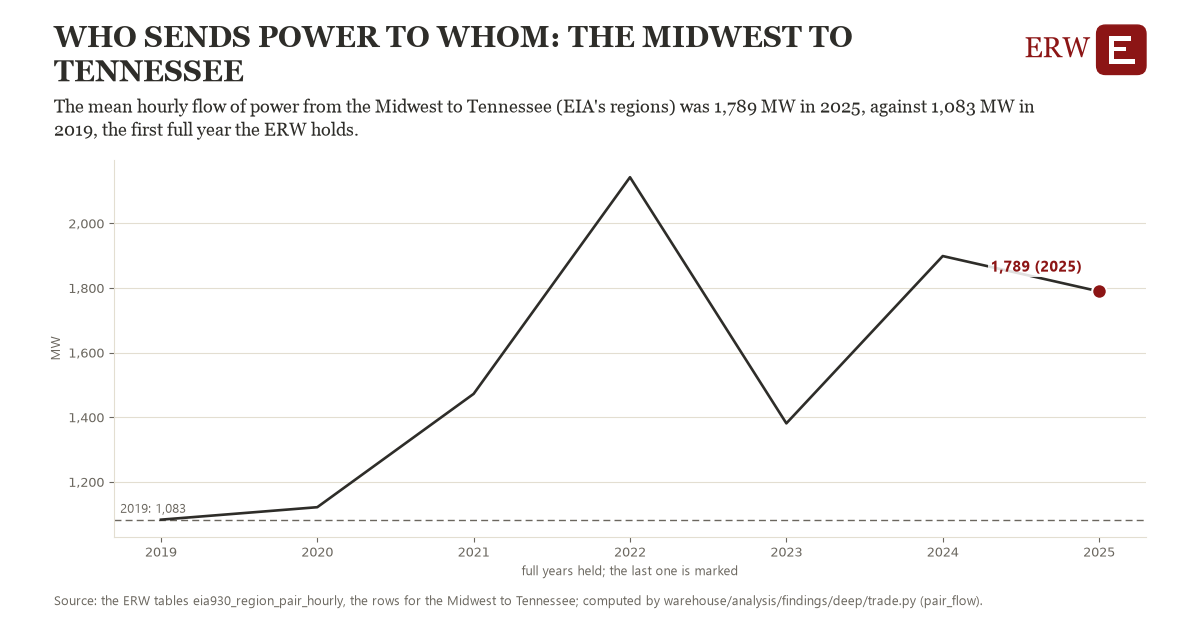 WHO SENDS POWER TO WHOM: THE MIDWEST TO
TENNESSEE
ERW E
The mean hourly flow of power from the Midwest to Tennessee (EIA's regions) was 1,789 MW in 2025, against 1,083 MW in
2019, the first full year the ERW holds.
MW
2,000
1,800
1,600
1,400
1,200
1,789 (2025)
2019: 1,083
2019 2020 2021 2022 2023 2024 2025
full years held; the last one is marked
Source: the ERW tables eia930_region_pair_hourly, the rows for the Midwest to Tennessee; computed by warehouse/analysis/findings/deep/trade.py (pair_flow).